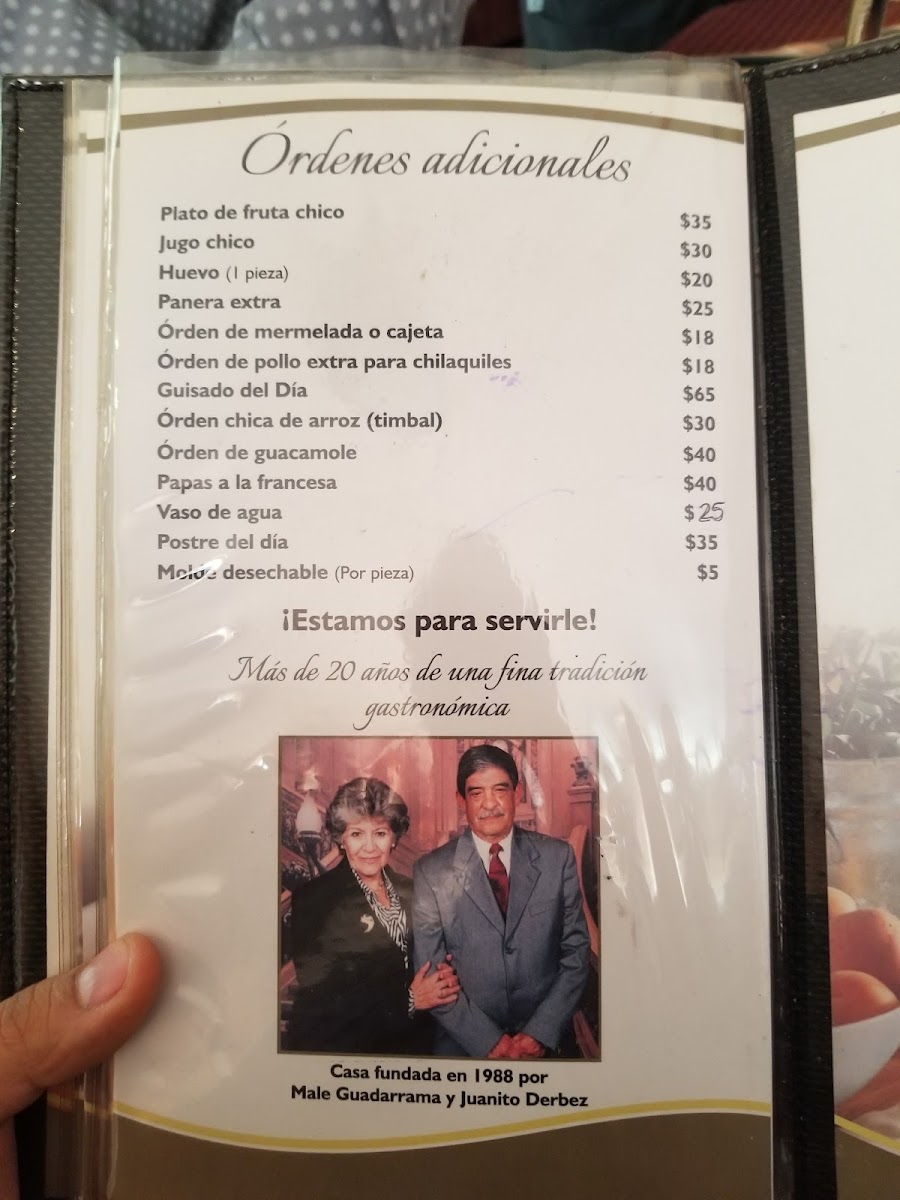 Órdenes adicionales
Plato de fruta chico $35
Jugo chico $30
Huevo (1 pieza) $20
Panera extra $25
Órden de mermelada o cajeta $18
Órden de pollo extra para chilaquiles $18
Guisado del Día $65
Órden chica de arroz (timbal) $30
Órden de guacamole $40
Papas a la francesa $40
Vaso de agua $25
Postre del día $35
Molde desechable (Por pieza) $5
¡Estamos para servirle!
Más de 20 años de una fina tradición
gastronómica
Casa fundada en 1988 por
Male Guadarrama y Juanito Derbez